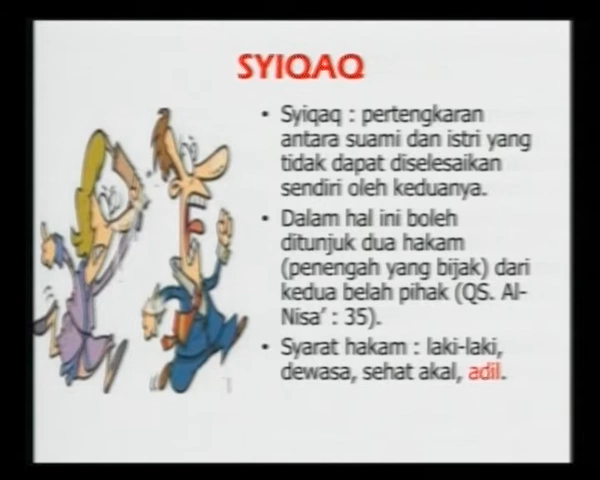 SYIQAQ
• Syiqaq : pertengkaran
antara suami dan istri yang
tidak dapat diselesaikan
sendiri oleh keduanya.
• Dalam hal ini boleh
ditunjuk dua hakam
(penengah yang bijak) dari
kedua belah pihak (QS. Al-
Nisa' : 35).
• Syarat hakam : laki-laki,
dewasa, sehat akal, adil.